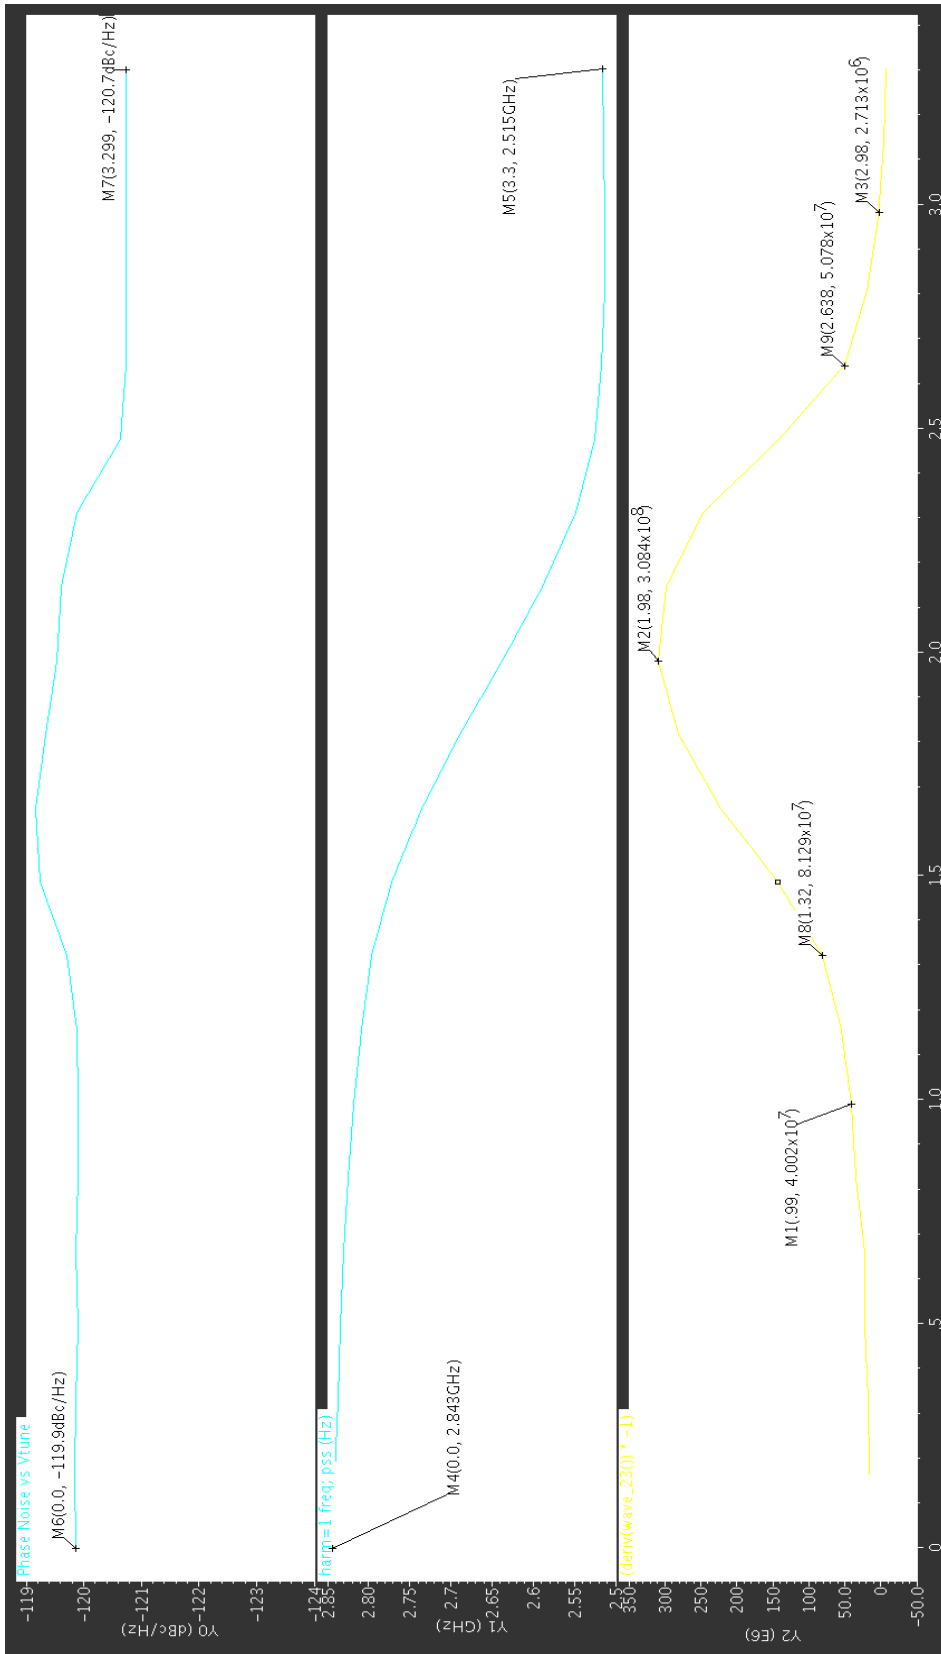 Phase Noise vs Vtune
M6(0.0, -119.9dBc/Hz)
M7(3.299, -120.7dBc/Hz)
-119
-120
-121
-122
-123
-124
Y0 (dBc/Hz)
harm=1 freq; pss (Hz)
M4(0.0, 2.843GHz)
M5(3.3, 2.515GHz)
2.85
2.80
2.75
2.7
2.65
2.6
2.55
2.5
Y1 (GHz)
(deriv(wave_23()) * -1)
M1(.99, 4.002x10^7)
M8(1.32, 8.129x10^7)
M2(1.98, 3.084x10^8)
M9(2.638, 5.078x10^7)
M3(2.98, 2.713x10^6)
350
300
250
200
150
100
50.0
0
-50.0
Y2 (E6)
0
.5
1.0
1.5
2.0
2.5
3.0